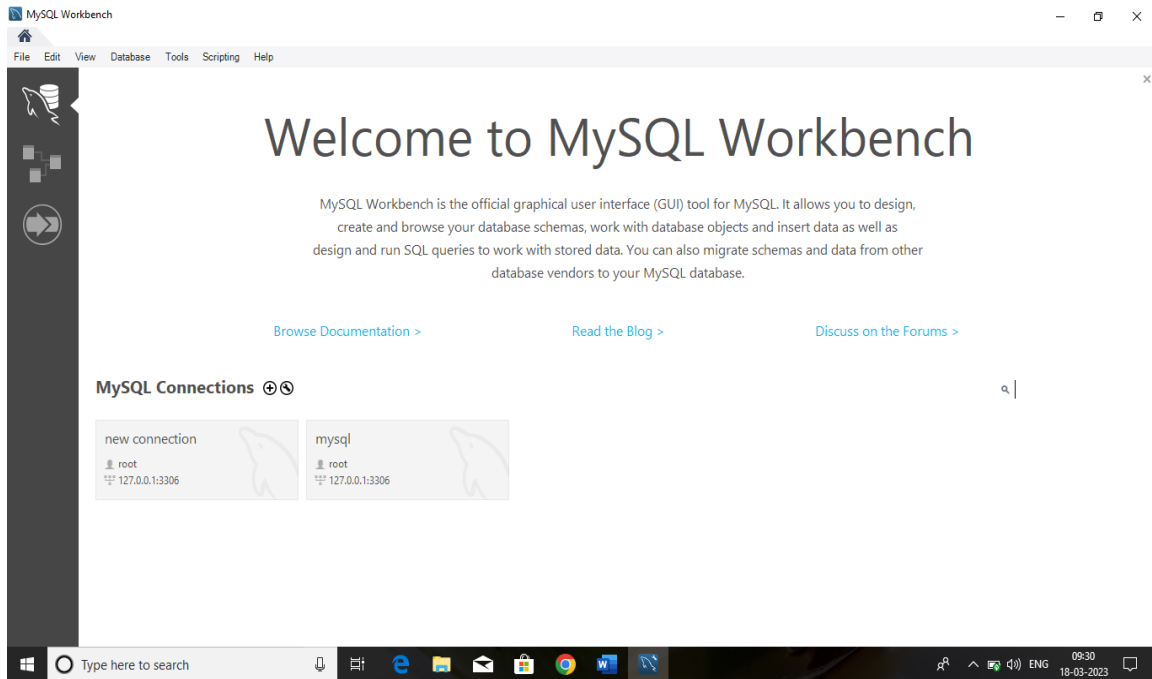 MySQL Workbench
File Edit View Database Tools Scripting Help
Welcome to MySQL Workbench
MySQL Workbench is the official graphical user interface (GUI) tool for MySQL. It allows you to design,
create and browse your database schemas, work with database objects and insert data as well as
design and run SQL queries to work with stored data. You can also migrate schemas and data from other
database vendors to your MySQL database.
Browse Documentation > Read the Blog > Discuss on the Forums >
MySQL Connections
new connection
root
127.0.0.1:3306
mysql
root
127.0.0.1:3306
Type here to search
ENG
09:30
18-03-2023